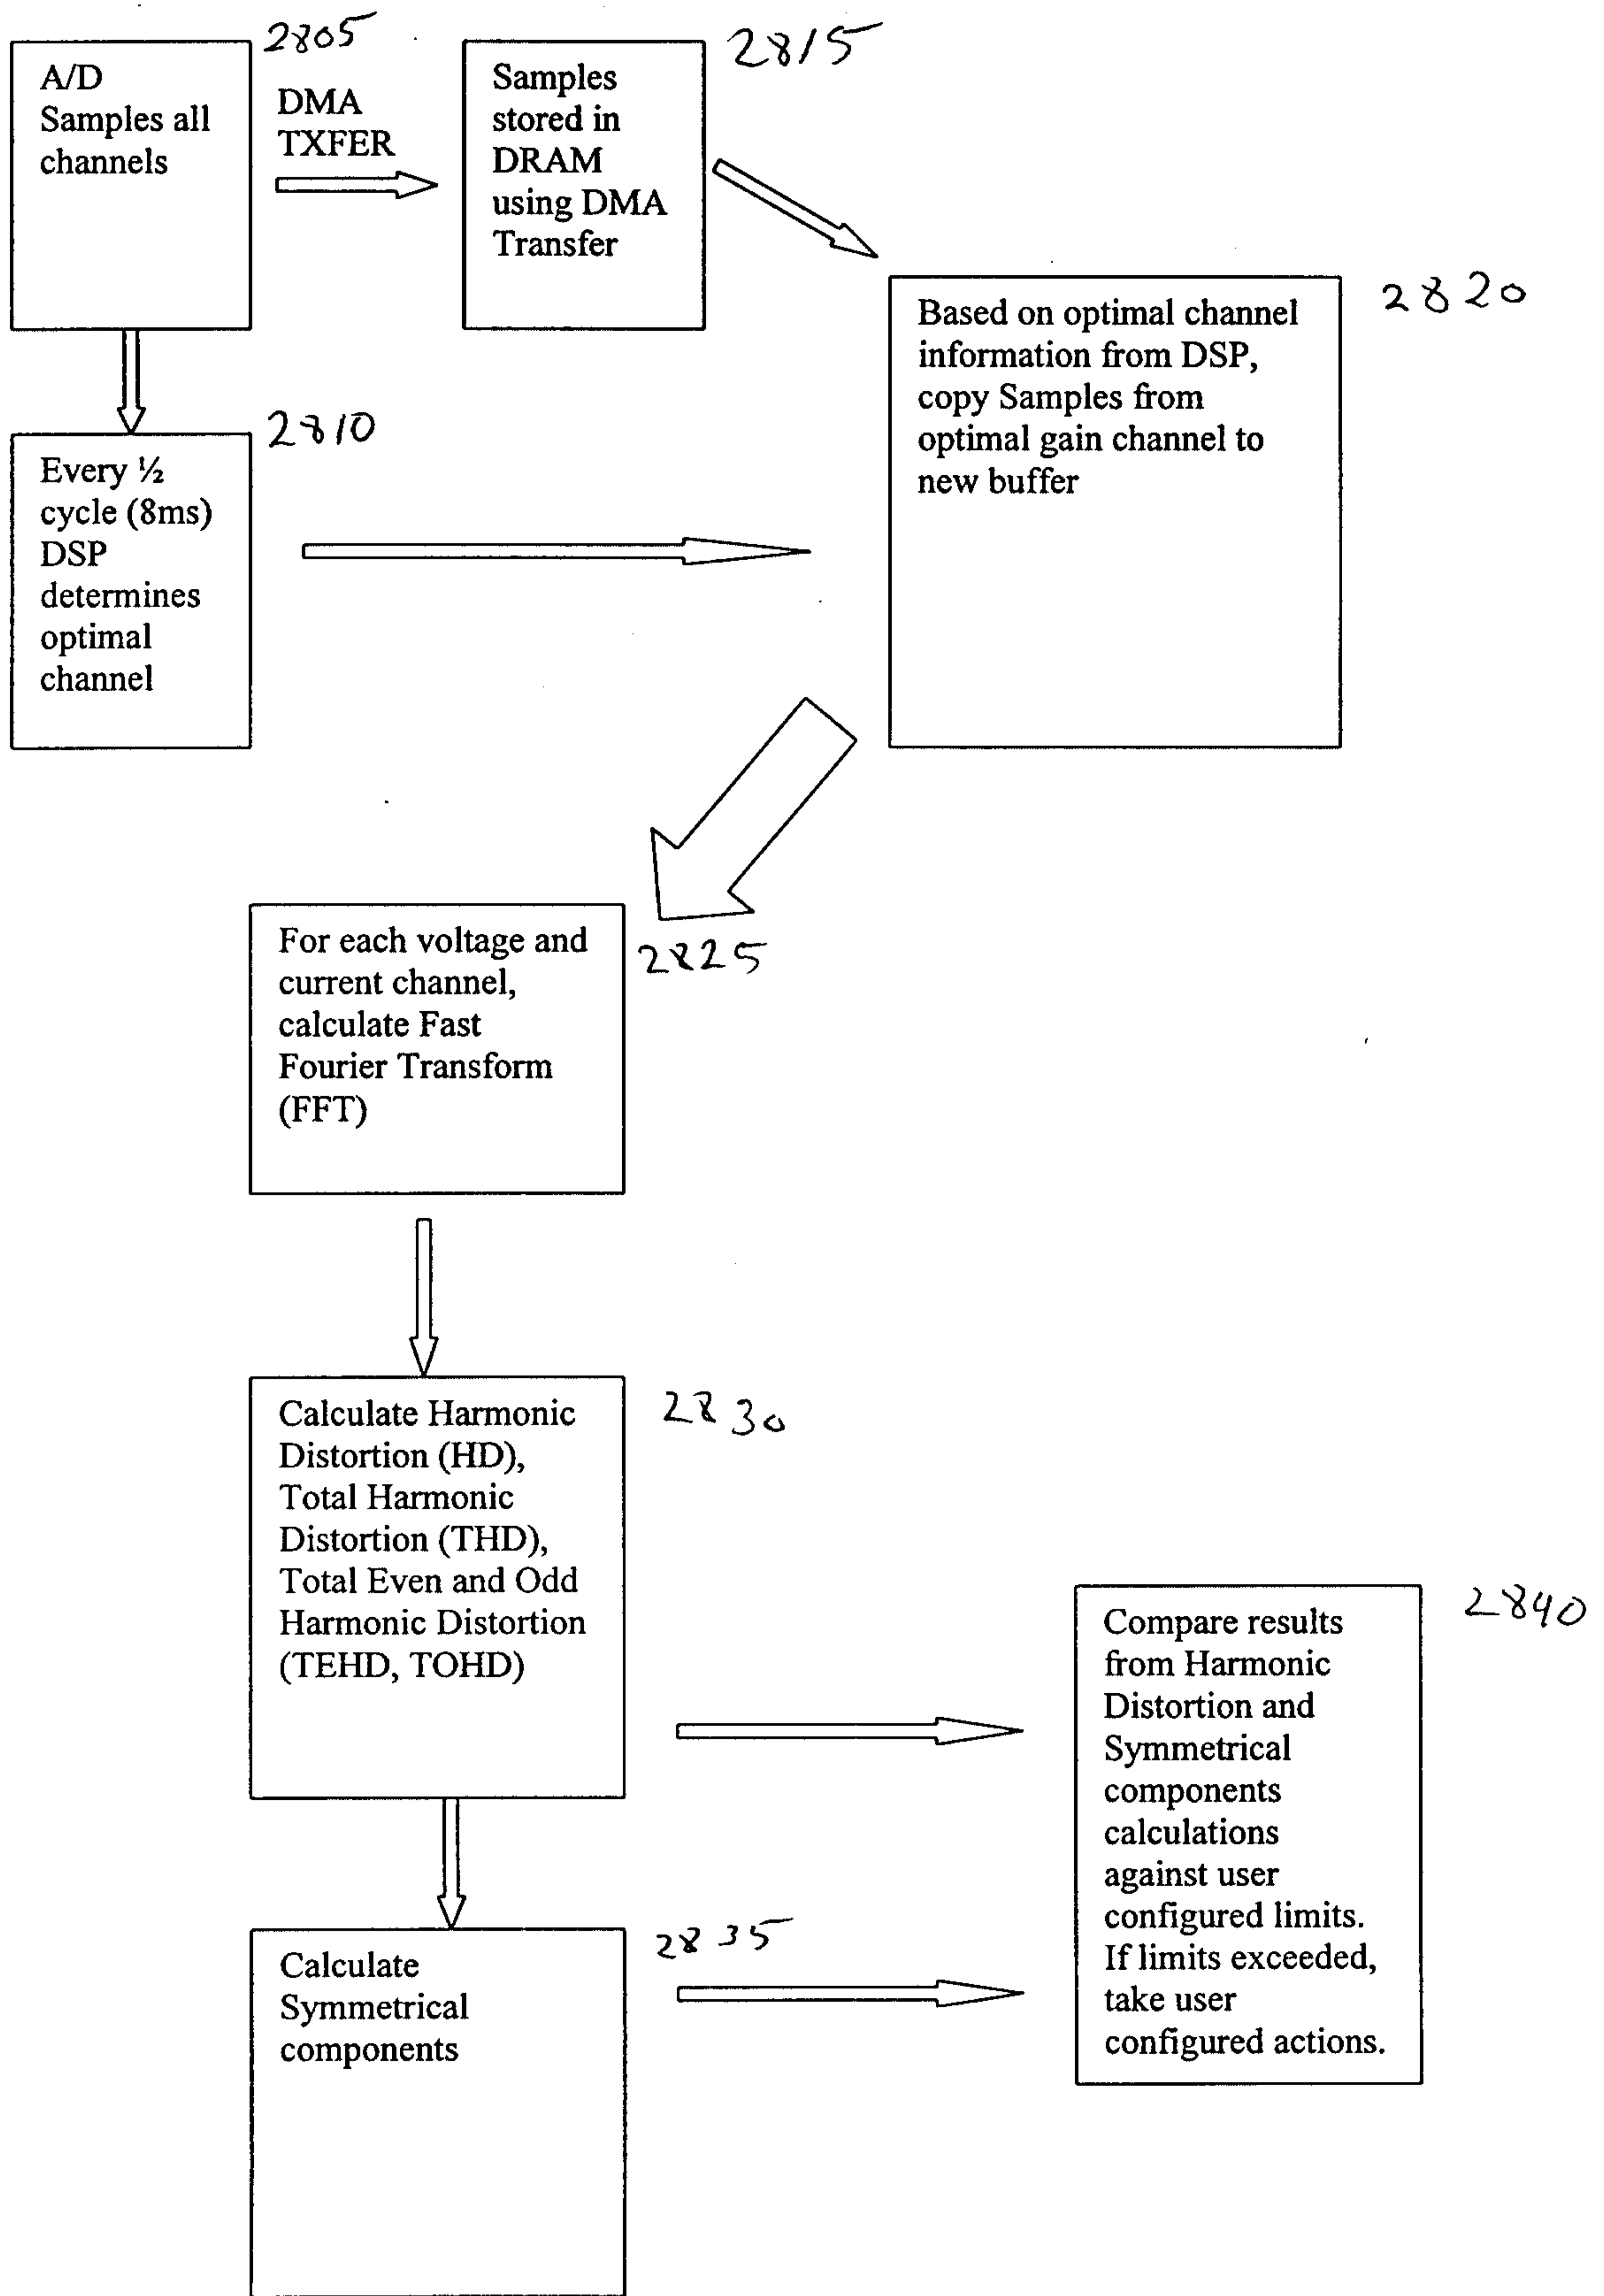 2805
A/D
Samples all
channels
DMA
TXFER
2815
Samples
stored in
DRAM
using DMA
Transfer
2820
Based on optimal channel
information from DSP,
copy Samples from
optimal gain channel to
new buffer
2810
Every ½
cycle (8ms)
DSP
determines
optimal
channel
2825
For each voltage and
current channel,
calculate Fast
Fourier Transform
(FFT)
2830
Calculate Harmonic
Distortion (HD),
Total Harmonic
Distortion (THD),
Total Even and Odd
Harmonic Distortion
(TEHD, TOHD)
2840
Compare results
from Harmonic
Distortion and
Symmetrical
components
calculations
against user
configured limits.
If limits exceeded,
take user
configured actions.
2835
Calculate
Symmetrical
components